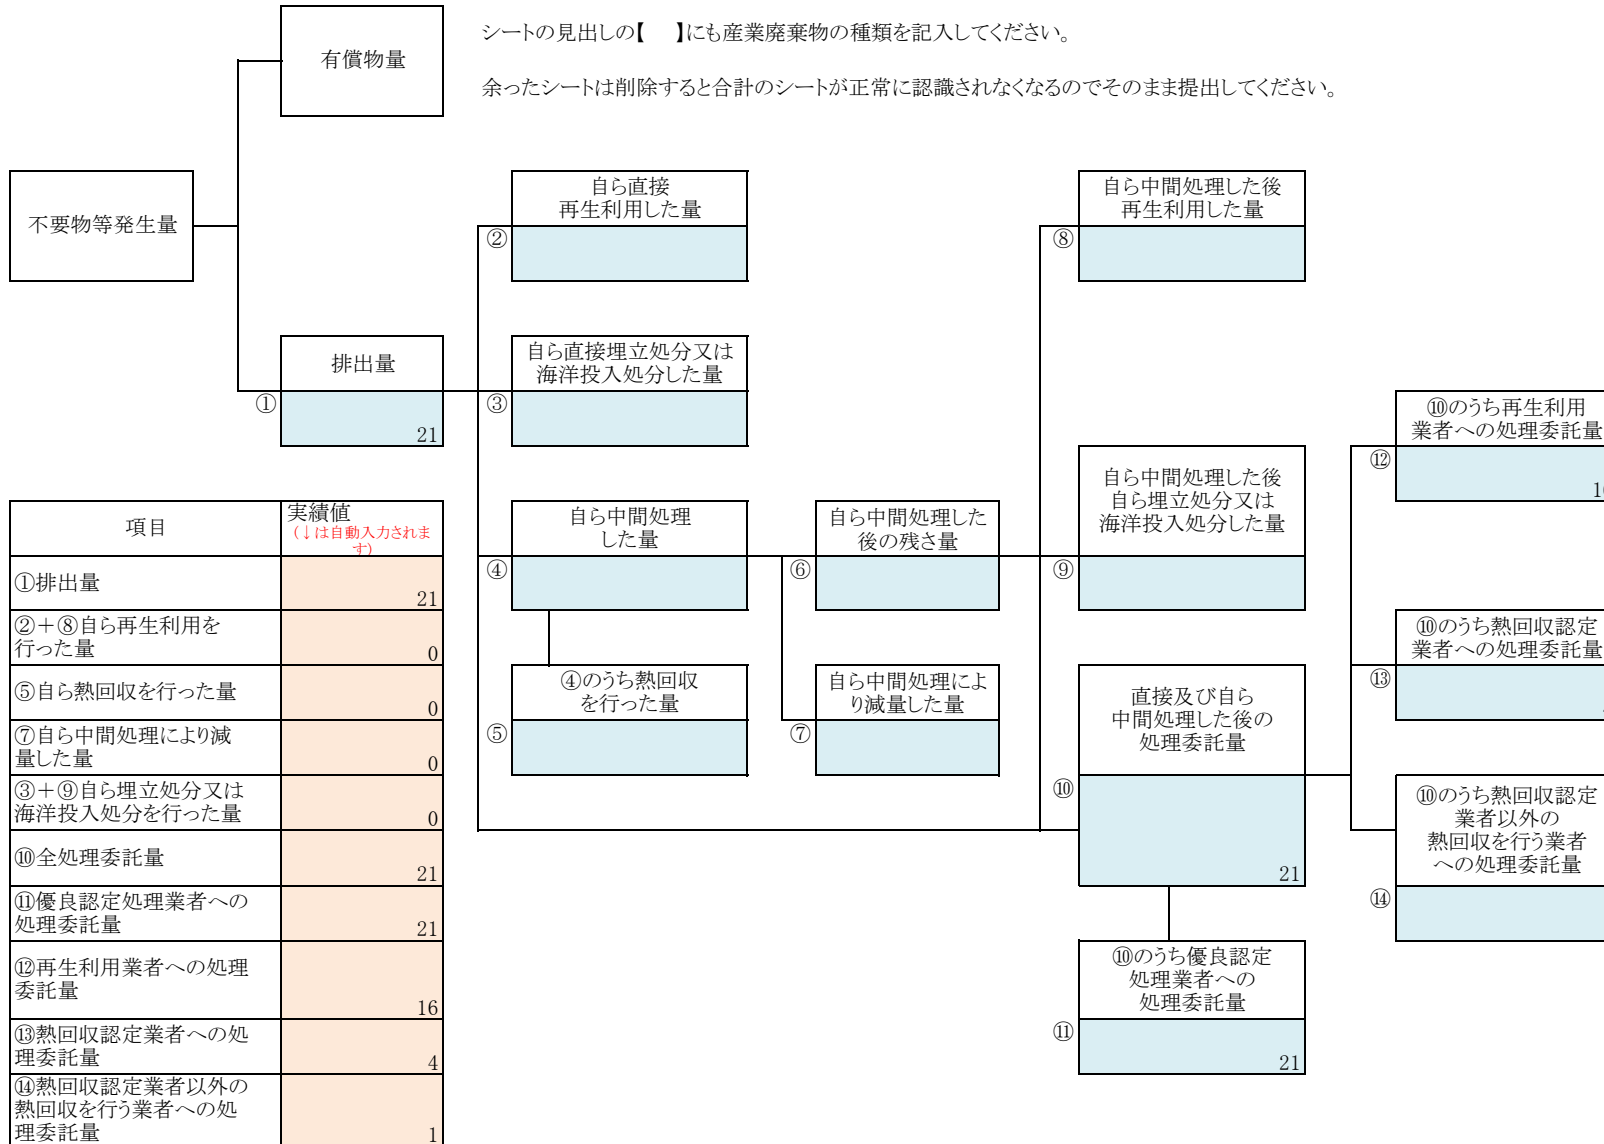 シートの見出しの【　】にも産業廃棄物の種類を記入してください。
余ったシートは削除すると合計のシートが正常に認識されなくなるのでそのまま提出してください。
有償物量
不要物等発生量
排出量
①
21
自ら直接
再生利用した量
②
自ら直接埋立処分又は
海洋投入処分した量
③
自ら中間処理
した量
④
④のうち熱回収
を行った量
⑤
自ら中間処理した
後の残さ量
⑥
自ら中間処理によ
り減量した量
⑦
自ら中間処理した後
再生利用した量
⑧
自ら中間処理した後
自ら埋立処分又は
海洋投入処分した量
⑨
直接及び自ら
中間処理した後の
処理委託量
⑩
21
⑩のうち優良認定
処理業者への
処理委託量
⑪
21
⑩のうち再生利用
業者への処理委託量
⑫
⑩のうち熱回収認定
業者への処理委託量
⑬
⑩のうち熱回収認定
業者以外の
熱回収を行う業者
への処理委託量
⑭
項目
実績値
(↓は自動入力されま
す)
①排出量
21
②＋⑧自ら再生利用を
行った量
0
⑤自ら熱回収を行った量
0
⑦自ら中間処理により減
量した量
0
③＋⑨自ら埋立処分又は
海洋投入処分を行った量
0
⑩全処理委託量
21
⑪優良認定処理業者への
処理委託量
21
⑫再生利用業者への処理
委託量
16
⑬熱回収認定業者への処
理委託量
4
⑭熱回収認定業者以外の
熱回収を行う業者への処
理委託量
1